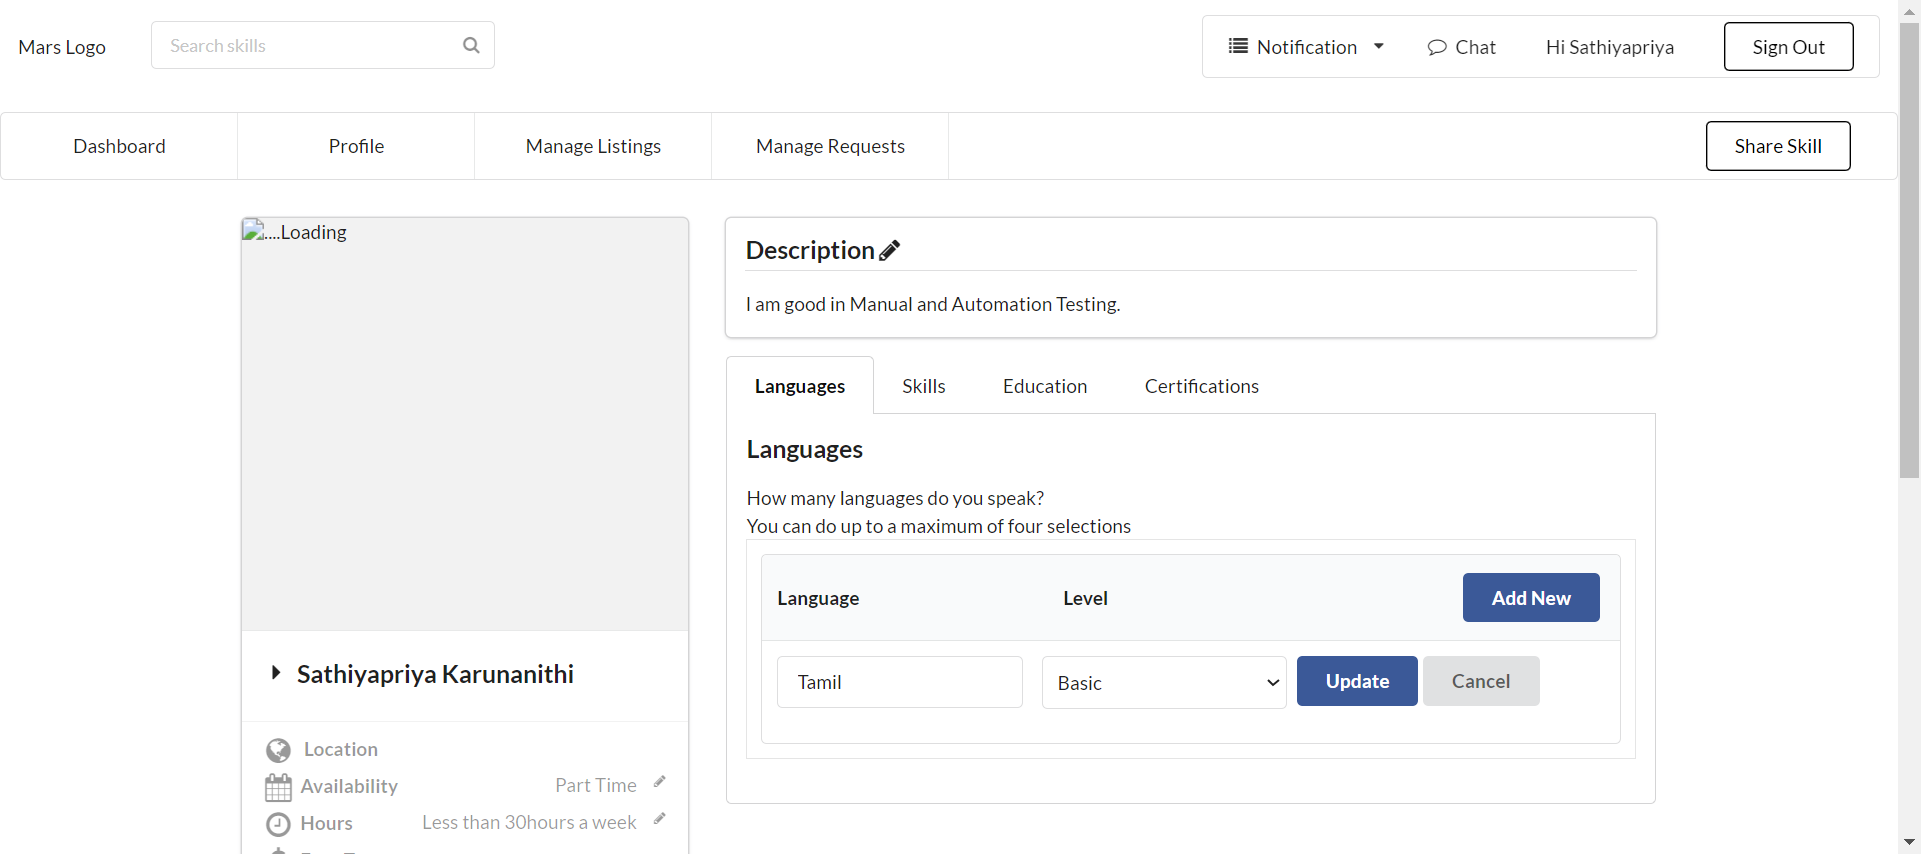 Mars Logo
Search skills
Notification
Chat
Hi Sathiyapriya
Sign Out
Dashboard
Profile
Manage Listings
Manage Requests
Share Skill
....Loading
Sathiyapriya Karunanithi
Location
Availability
Part Time
Hours
Less than 30hours a week
Description
I am good in Manual and Automation Testing.
Languages
Skills
Education
Certifications
Languages
How many languages do you speak?
You can do up to a maximum of four selections
Language
Level
Add New
Tamil
Basic
Update
Cancel